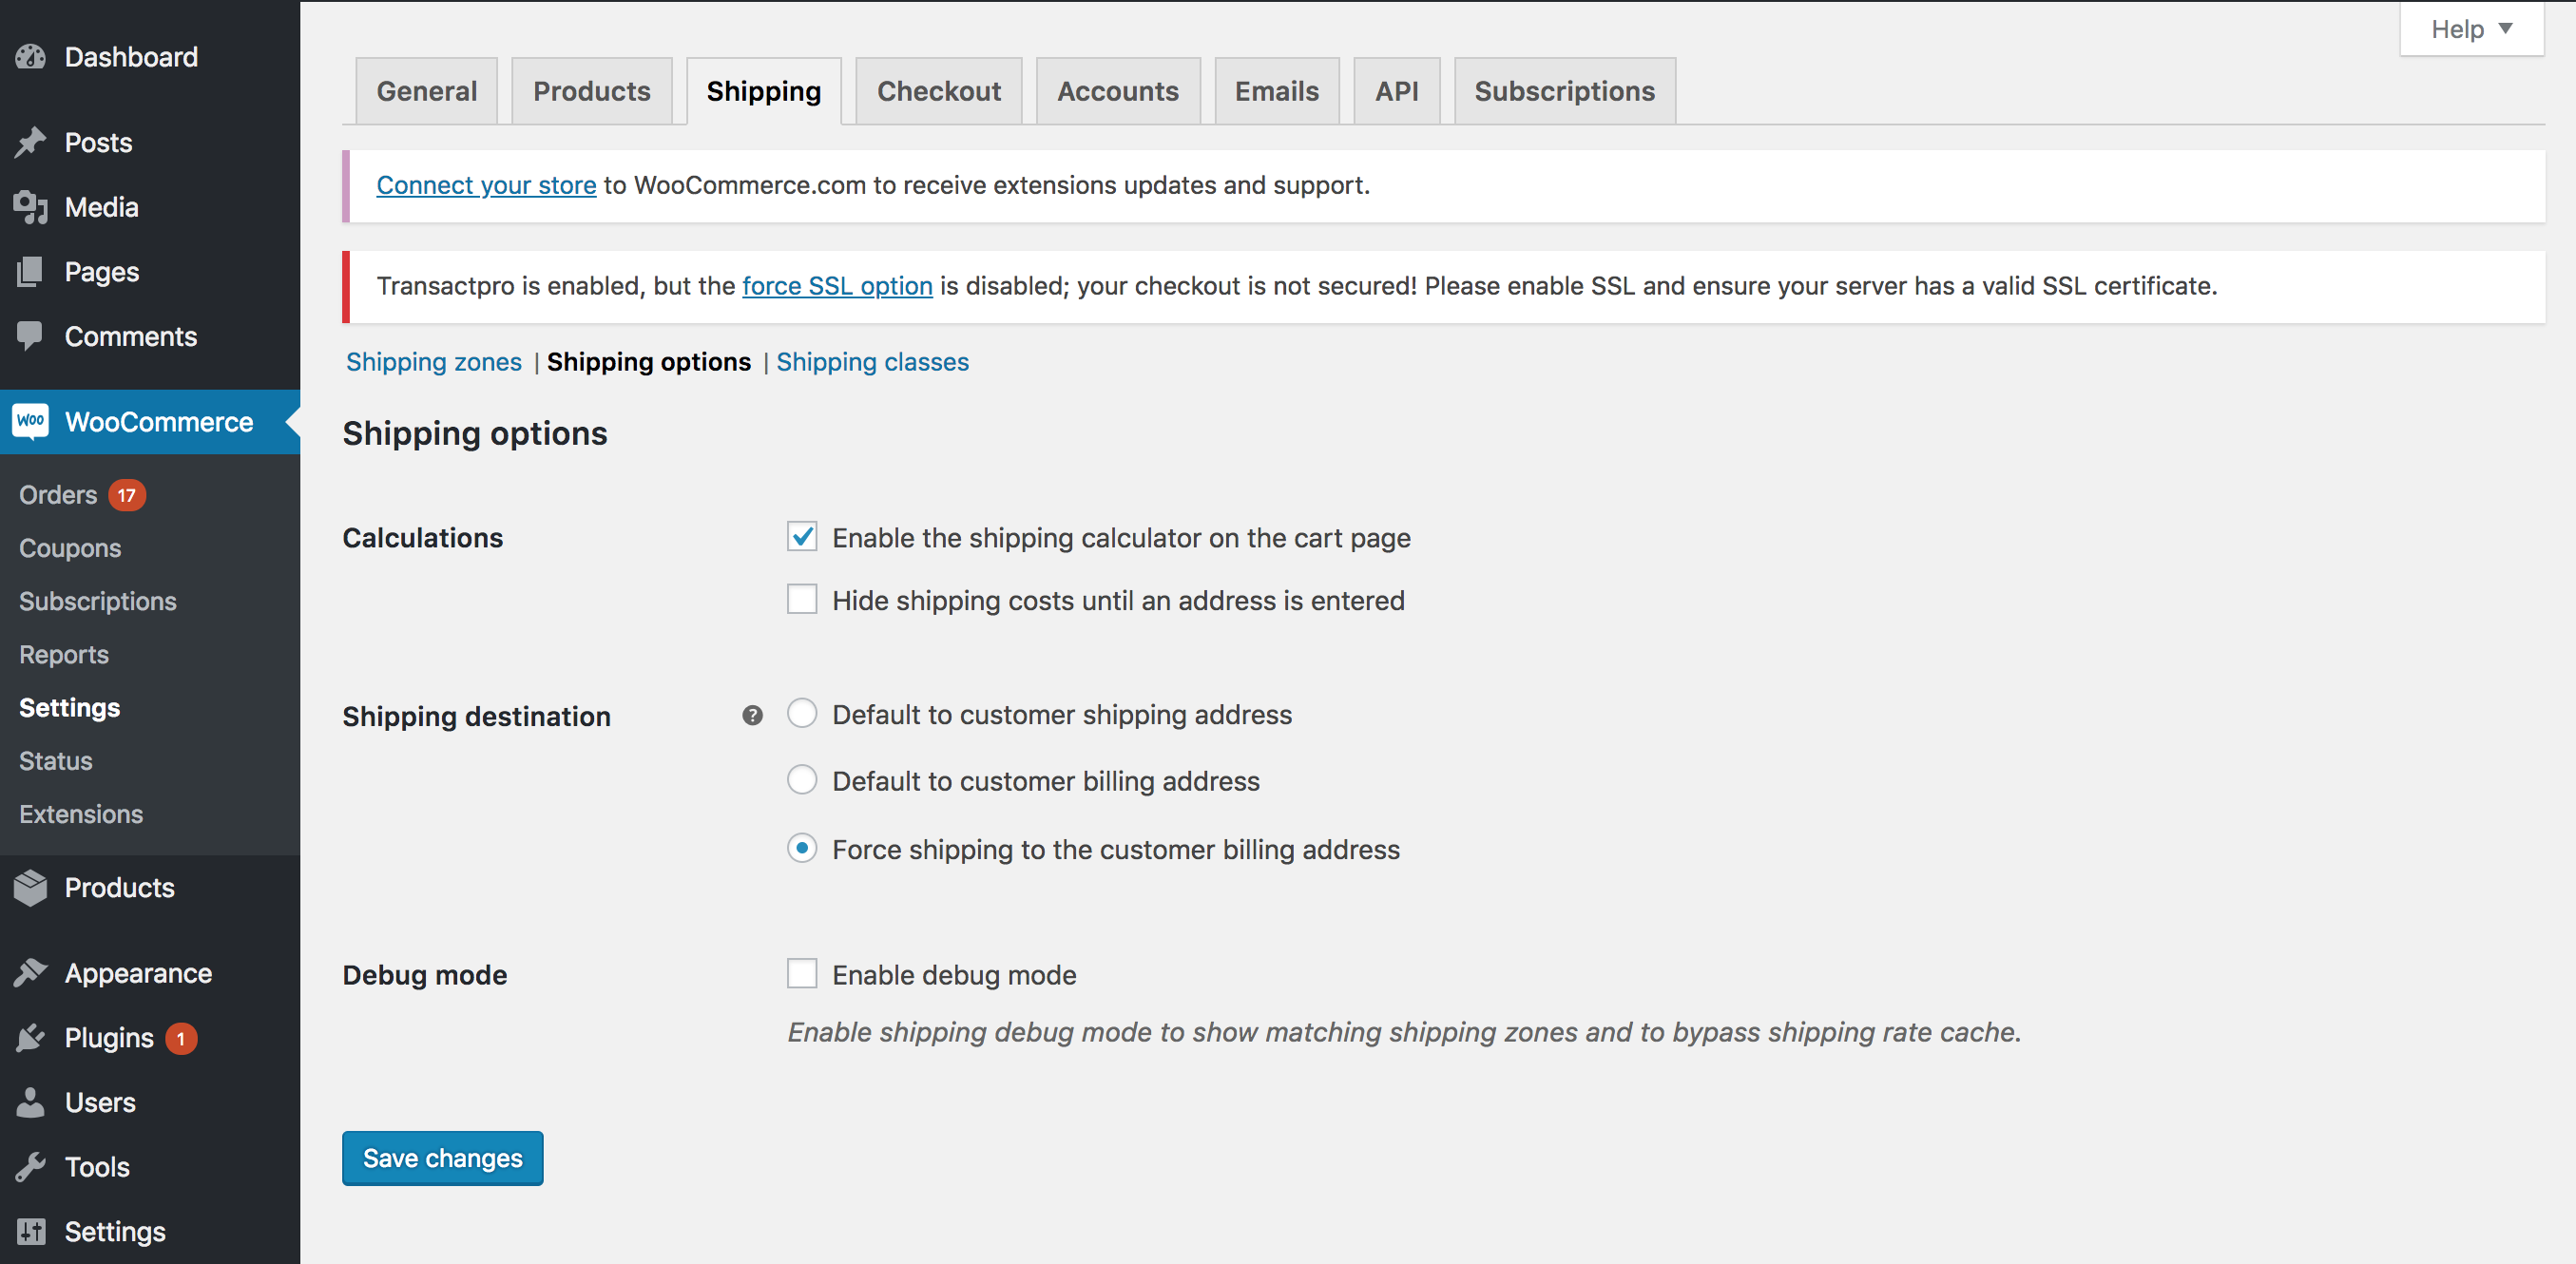 Dashboard
Posts
Media
Pages
Comments
Woo WooCommerce
Orders 17
Coupons
Subscriptions
Reports
Settings
Status
Extensions
Products
Appearance
Plugins 1
Users
Tools
Settings
Help
General Products Shipping Checkout Accounts Emails API Subscriptions
Connect your store to WooCommerce.com to receive extensions updates and support.
Transactpro is enabled, but the force SSL option is disabled; your checkout is not secured! Please enable SSL and ensure your server has a valid SSL certificate.
Shipping zones | Shipping options | Shipping classes
Shipping options
Calculations
Enable the shipping calculator on the cart page
Hide shipping costs until an address is entered
Shipping destination ?
Default to customer shipping address
Default to customer billing address
Force shipping to the customer billing address
Debug mode
Enable debug mode
Enable shipping debug mode to show matching shipping zones and to bypass shipping rate cache.
Save changes